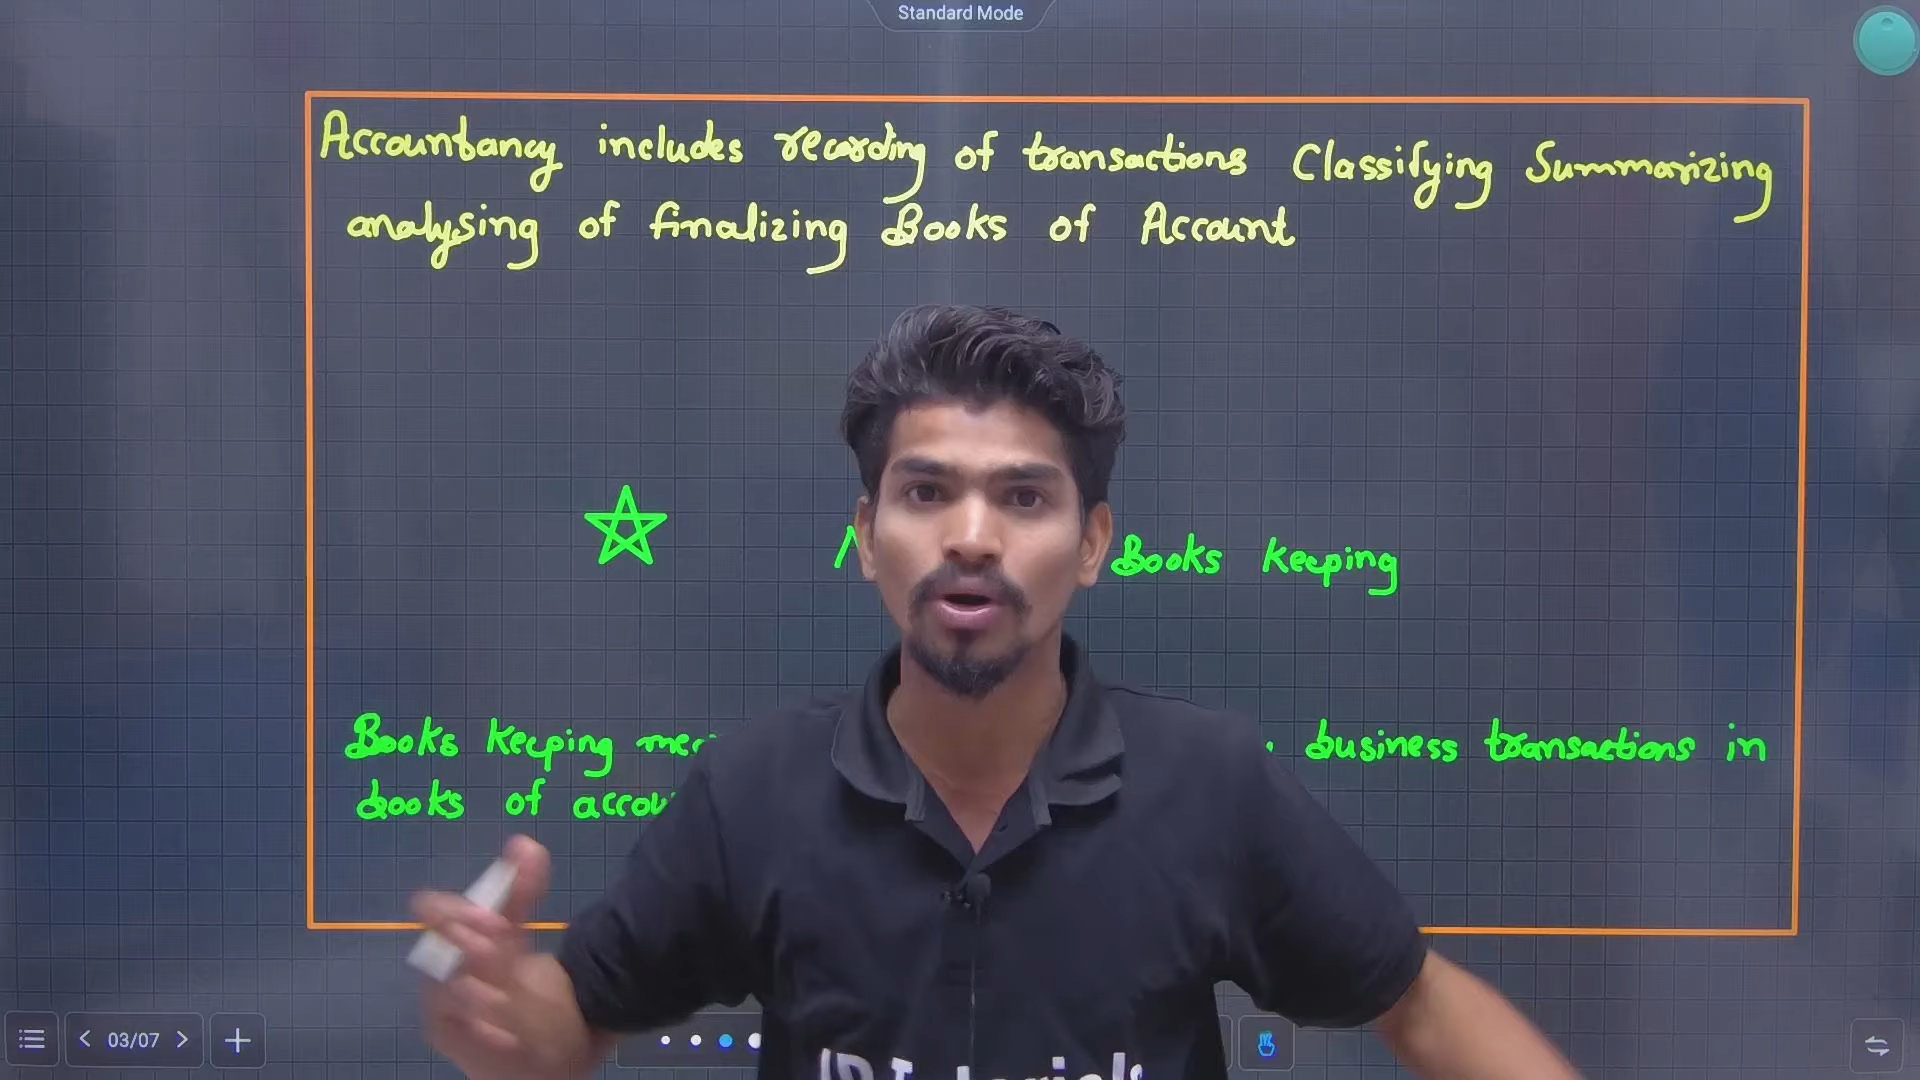 Standard Mode
Accountancy includes recording of transactions Classifying Summarizing
analysing of finalizing Books of Account
Books Keeping
Books Keeping business transactions in
books of
03/07